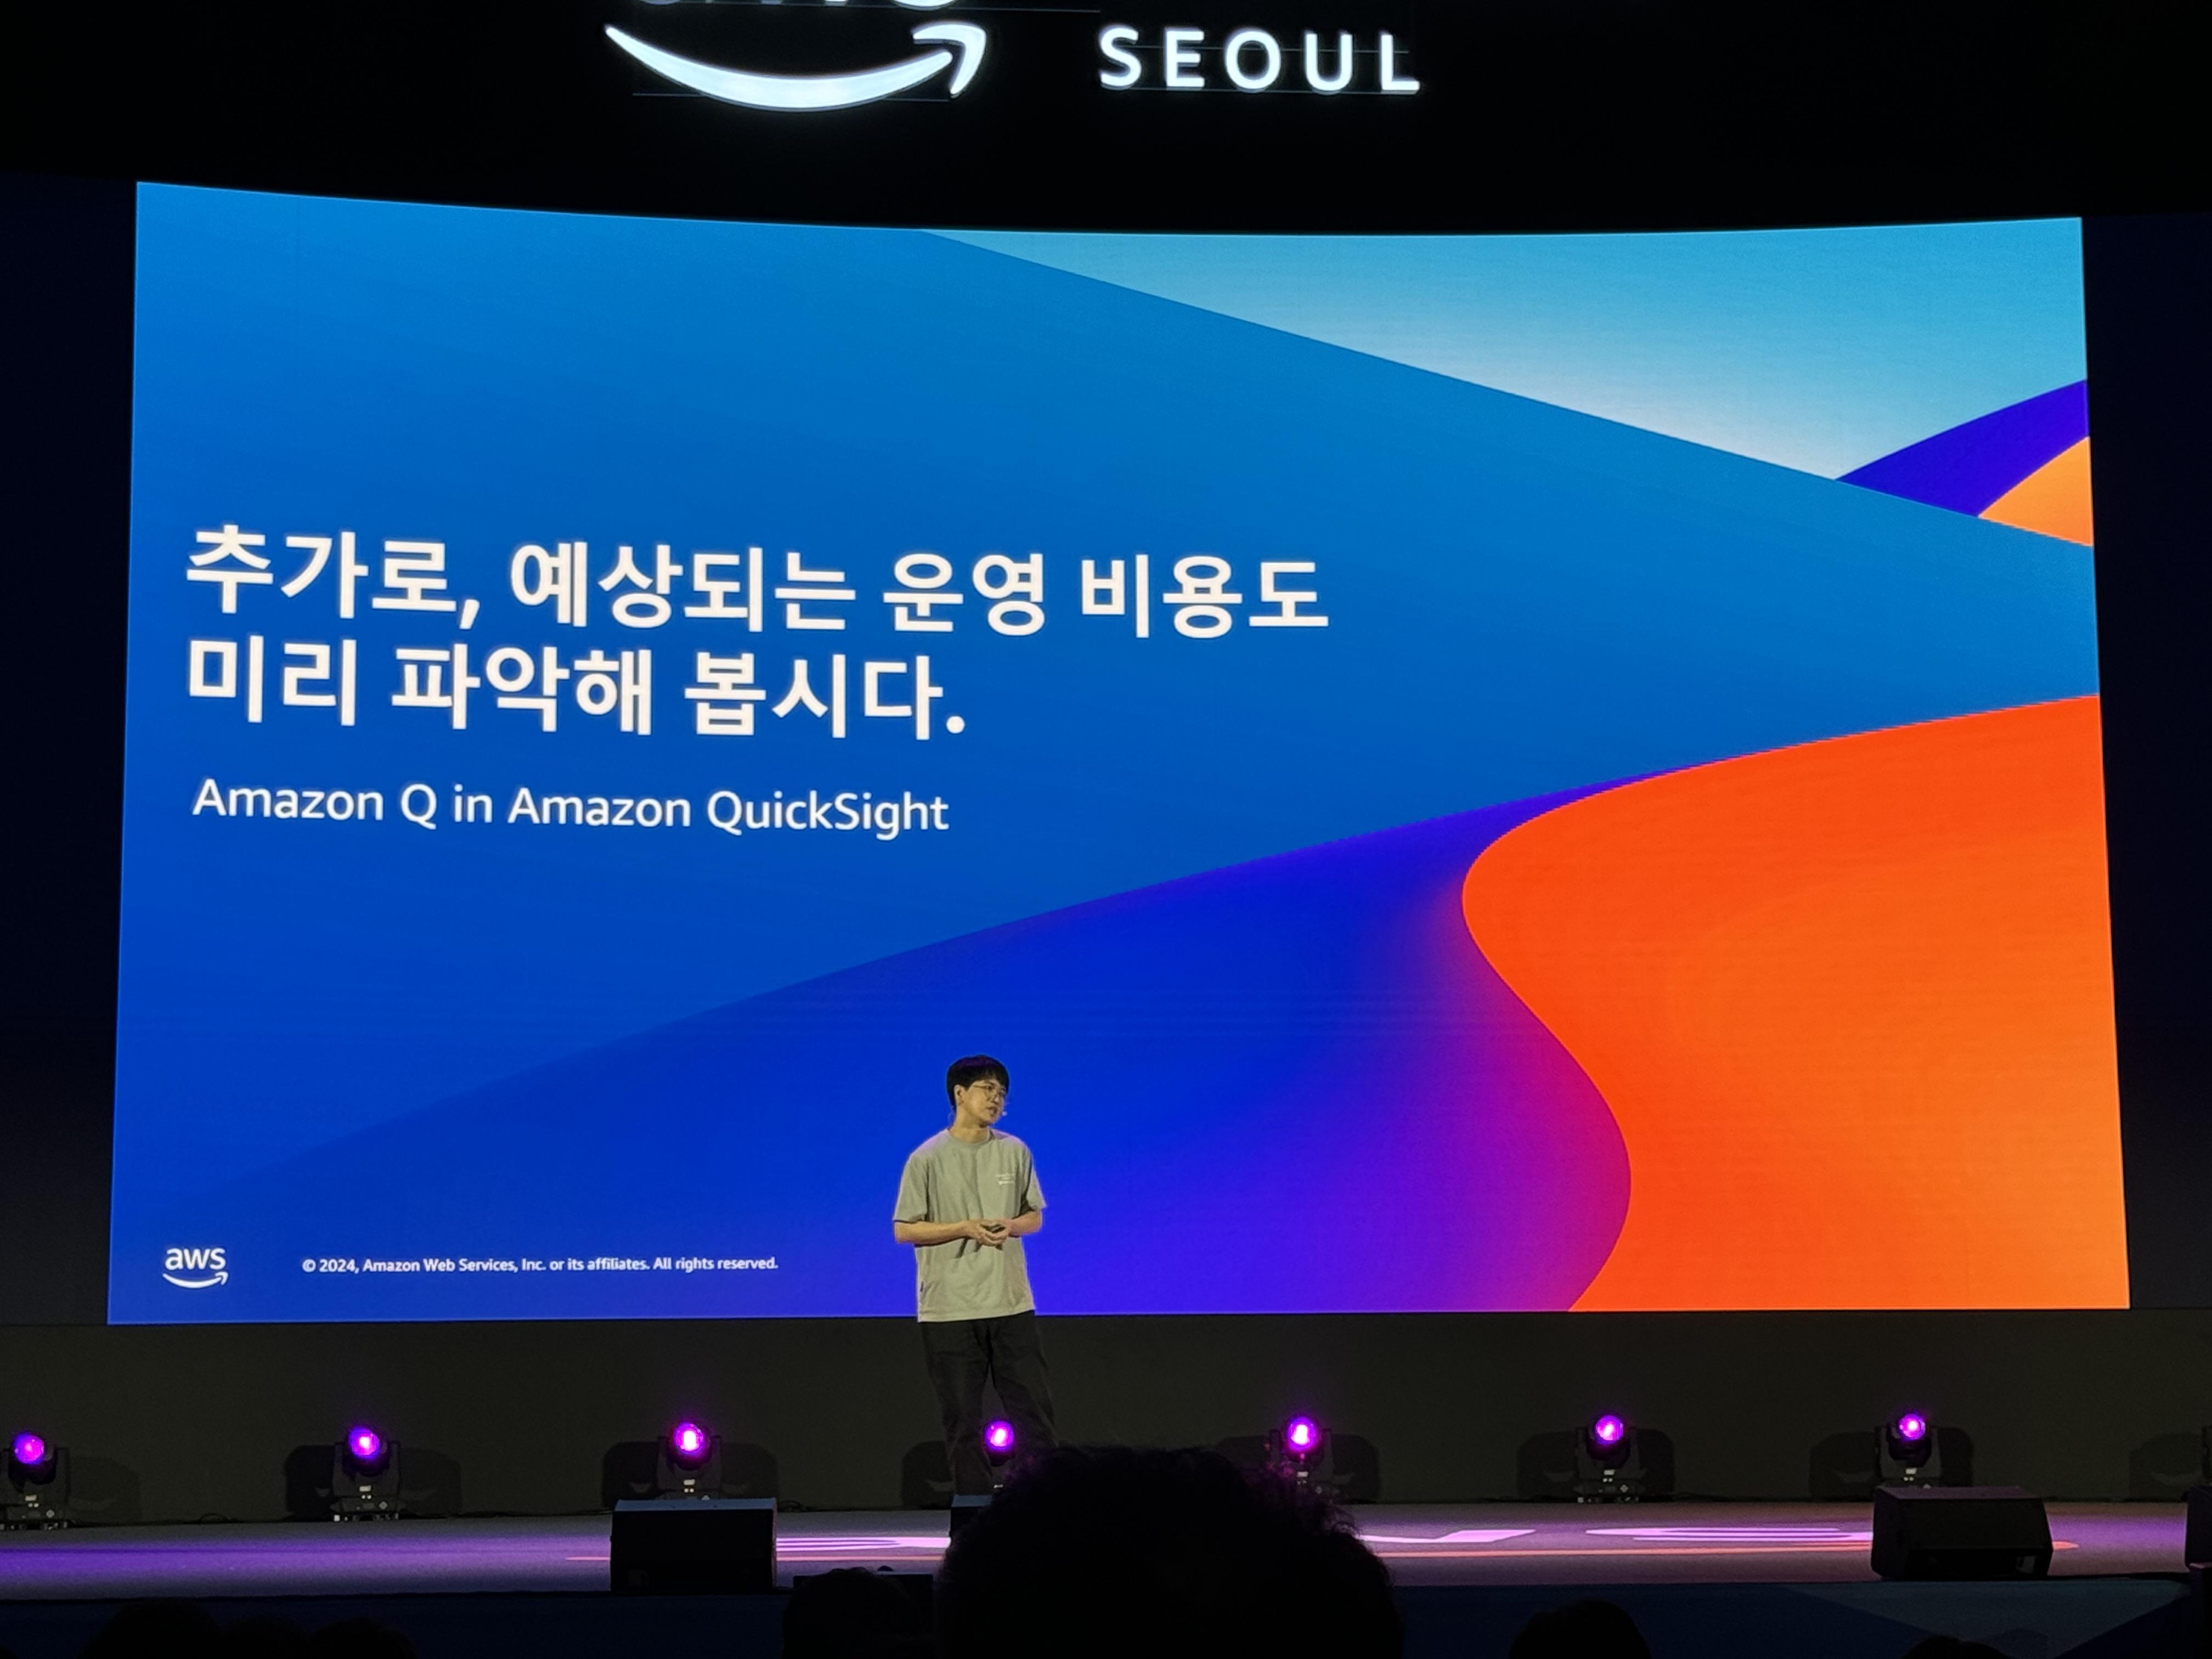 SEOUL
추가로, 예상되는 운영 비용도
미리 파악해 봅시다.
Amazon Q in Amazon QuickSight
aws
© 2024, Amazon Web Services, Inc. or its affiliates. All rights reserved.